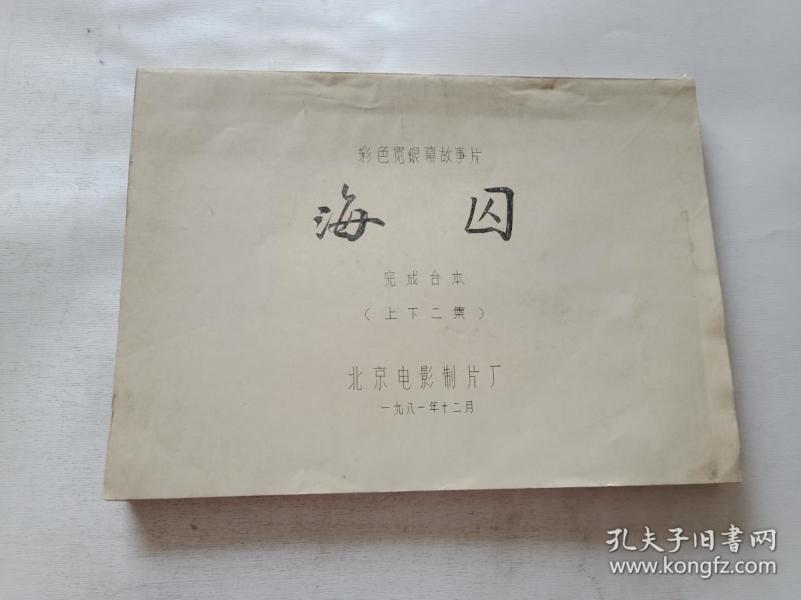 彩色宽银幕故事片
海囚
完成台本
(上下二集)
北京电影制片厂
一九八一年十二月
孔夫子旧書网
www.kongfz.com